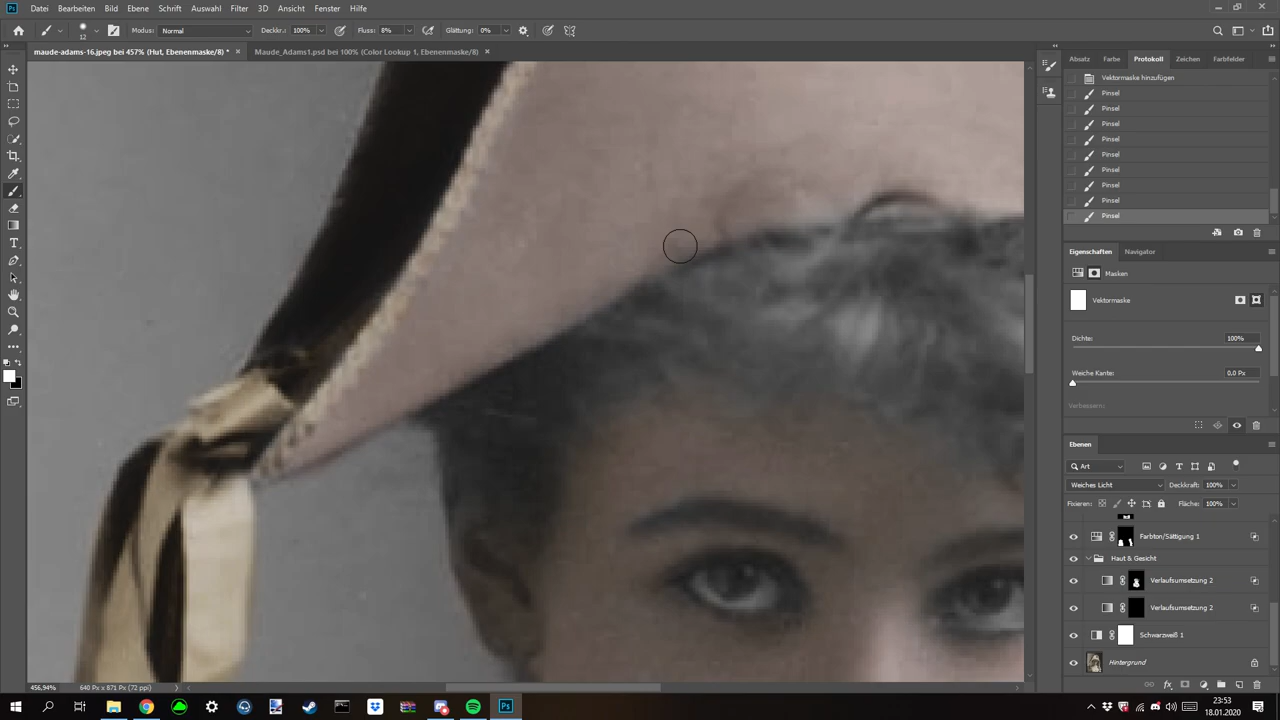 Datei Bearbeiten Bild Ebene Schrift Auswahl Filter 3D Ansicht Fenster Hilfe
12 Modus: Normal Deckkr.: 100% Fluss: 8% Glättung: 0%
maude-adams-16.jpeg bei 457% (Hut, Ebenenmaske/8) * × Maude_Adams1.psd bei 100% (Color Lookup 1, Ebenenmaske/8) ×
Absatz Farbe Protokoll Zeichen Farbfelder
Vektormaske hinzufügen
Pinsel
Pinsel
Pinsel
Pinsel
Pinsel
Pinsel
Pinsel
Pinsel
Pinsel
Eigenschaften Navigator
Masken
Vektormaske
Dichte: 100%
Weiche Kante: 0,0 Px
Verbessern:
Ebenen
Art
Weiches Licht Deckkraft: 100%
Fixieren: Fläche: 100%
Farbton/Sättigung 1
Haut & Gesicht
Verlaufsumsetzung 2
Verlaufsumsetzung 2
Schwarzweiß 1
Hintergrund
456,94% 640 Px x 871 Px (72 ppi)
23:53
18.01.2020